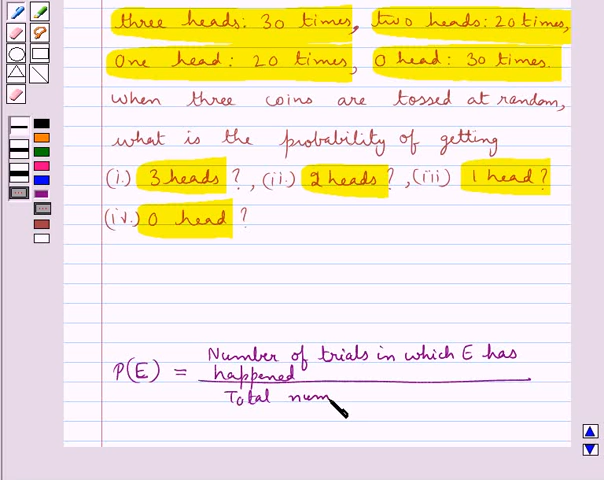 three heads: 30 times, two heads: 20 times,
One head: 20 times, 0 head: 30 times.
when three coins are tossed at random,
what is the probability of getting
(i.) 3 heads?, (ii.) 2 heads?, (iii) 1 head?
(iv.) 0 head?
P(E) = Number of trials in which E has
happened
Total num